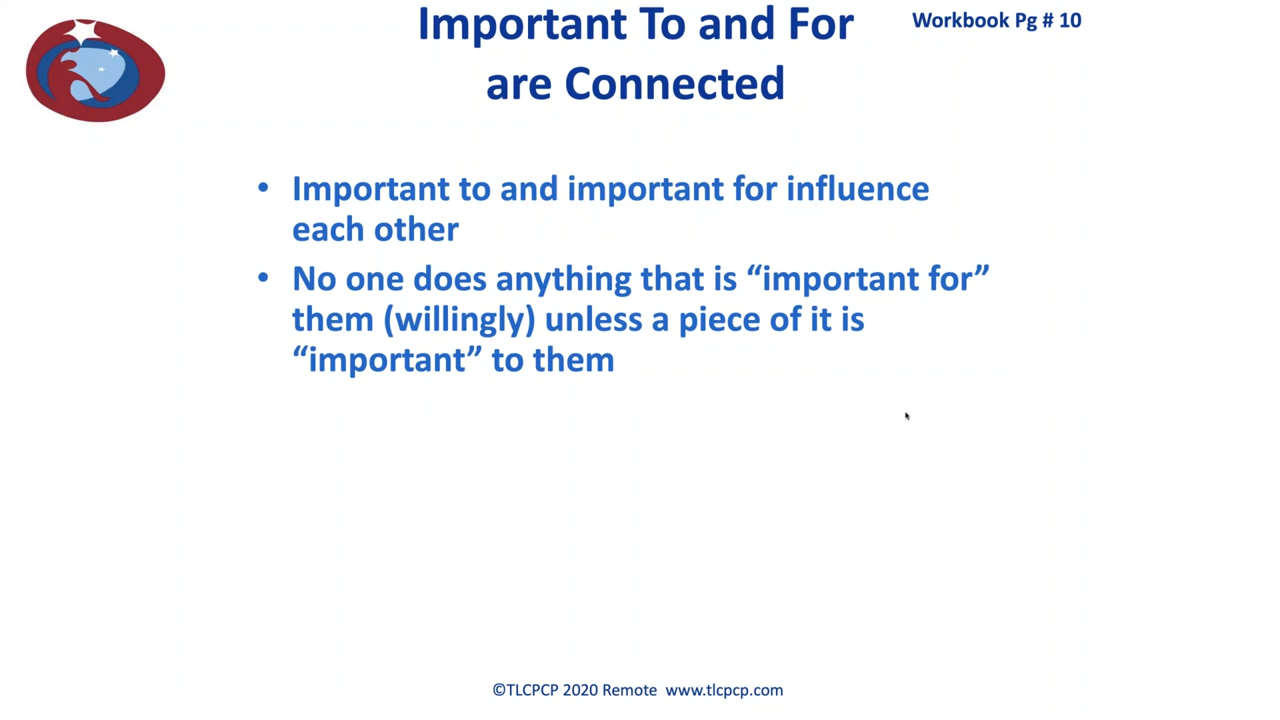 Important To and For
Workbook Pg # 10
are Connected
• Important to and important for influence
each other
• No one does anything that is “important for”
them (willingly) unless a piece of it is
“important” to them
©TLCPCP 2020 Remote www.tlcpcp.com